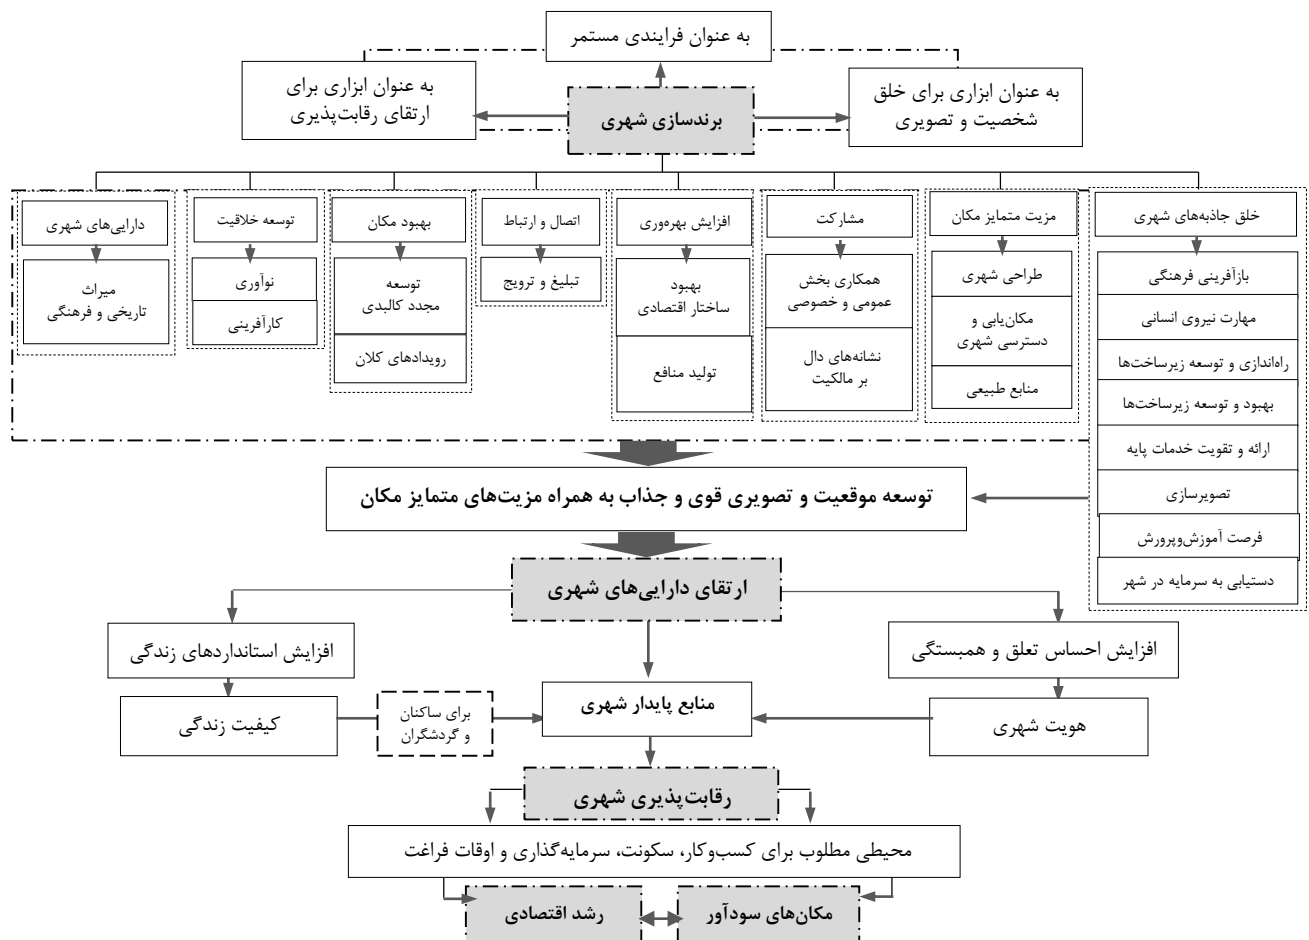 به عنوان فرایندی مستمر
به عنوان ابزاری برای خلق
شخصیت و تصویری
برندسازی شهری
به عنوان ابزاری برای
ارتقای رقابت‌پذیری
خلق جاذبه‌های شهری
بازآفرینی فرهنگی
مهارت نیروی انسانی
راه‌اندازی و توسعه زیرساخت‌ها
بهبود و توسعه زیرساخت‌ها
ارائه و تقویت خدمات پایه
تصویرسازی
فرصت آموزش‌وپرورش
دستیابی به سرمایه در شهر
مزیت متمایز مکان
طراحی شهری
مکان‌یابی و
دسترسی شهری
منابع طبیعی
مشارکت
همکاری بخش
عمومی و خصوصی
نشانه‌های دال
بر مالکیت
افزایش بهره‌وری
بهبود
ساختار اقتصادی
تولید منافع
اتصال و ارتباط
تبلیغ و ترویج
بهبود مکان
توسعه
مجدد کالبدی
رویدادهای کلان
توسعه خلاقیت
نوآوری
کارآفرینی
دارایی‌های شهری
میراث
تاریخی و فرهنگی
توسعه موقعیت و تصویری قوی و جذاب به همراه مزیت‌های متمایز مکان
ارتقای دارایی‌های شهری
افزایش احساس تعلق و همبستگی
افزایش استانداردهای زندگی
هویت شهری
منابع پایدار شهری
برای ساکنان
و گردشگران
کیفیت زندگی
رقابت‌پذیری شهری
محیطی مطلوب برای کسب‌وکار، سکونت، سرمایه‌گذاری و اوقات فراغت
مکان‌های سودآور
رشد اقتصادی